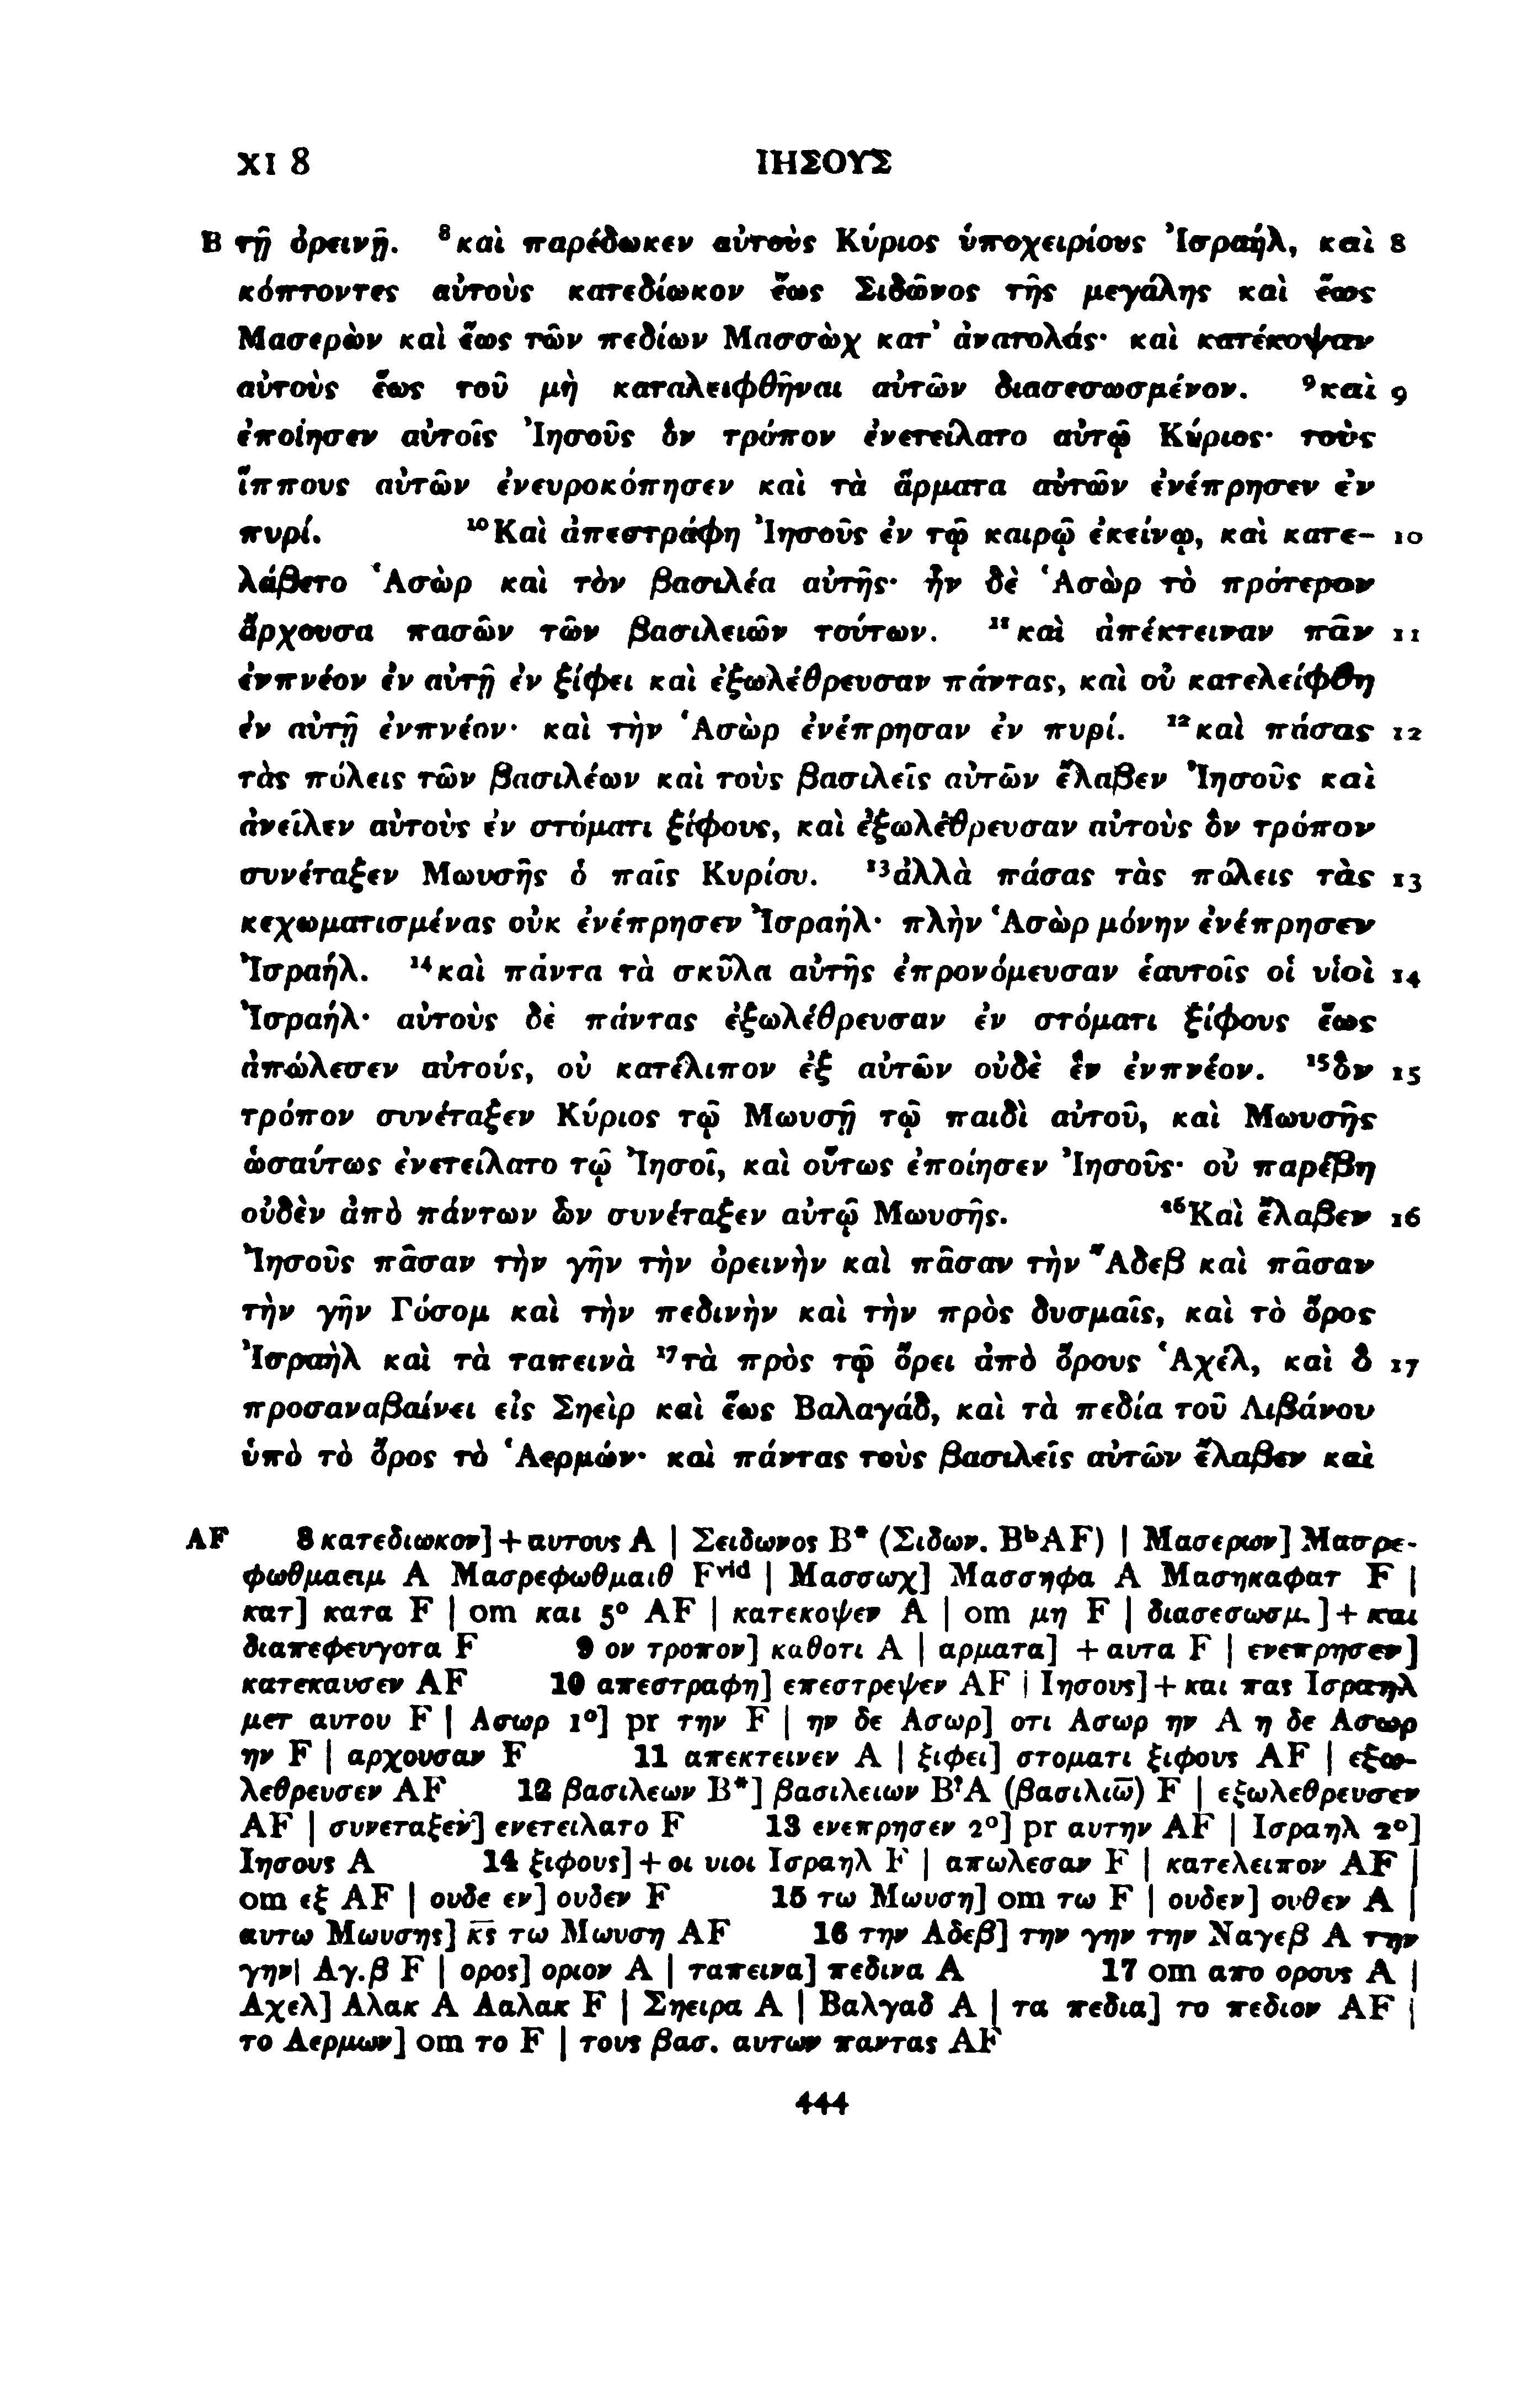 XI 8 ΙΗΣΟΥΣ
B τῇ ὀρεινῇ. ⁸καὶ παρέδωκεν αὐτοὺς Κύριος ὑποχειρίους Ἰσραήλ, καὶ 8
κόπτοντες αὐτοὺς κατεδίωκον ἕως Σιδῶνος τῆς μεγάλης καὶ ἕως
Μασερὼν καὶ ἕως τῶν πεδίων Μασσὼχ κατ᾽ ἀνατολάς· καὶ κατέκοψαν
αὐτοὺς ἕως τοῦ μὴ καταλειφθῆναι αὐτῶν διασεσωσμένον. ⁹καὶ 9
ἐποίησεν αὐτοῖς Ἰησοῦς ὃν τρόπον ἐνετείλατο αὐτῷ Κύριος· τοὺς
ἵππους αὐτῶν ἐνευροκόπησεν καὶ τὰ ἅρματα αὐτῶν ἐνέπρησεν ἐν
πυρί. ¹⁰Καὶ ἀπεστράφη Ἰησοῦς ἐν τῷ καιρῷ ἐκείνῳ, καὶ κατε- 10
λάβετο Ἁσὼρ καὶ τὸν βασιλέα αὐτῆς· ἦν δὲ Ἁσὼρ τὸ πρότερον
ἄρχουσα πασῶν τῶν βασιλειῶν τούτων. ¹¹καὶ ἀπέκτειναν πᾶν 11
ἐνπνέον ἐν αὐτῇ ἐν ξίφει καὶ ἐξωλέθρευσαν πάντας, καὶ οὐ κατελείφθη
ἐν αὐτῇ ἐνπνέον· καὶ τὴν Ἁσὼρ ἐνέπρησαν ἐν πυρί. ¹²καὶ πάσας 12
τὰς πόλεις τῶν βασιλέων καὶ τοὺς βασιλεῖς αὐτῶν ἔλαβεν Ἰησοῦς καὶ
ἀνεῖλεν αὐτοὺς ἐν στόματι ξίφους, καὶ ἐξωλέθρευσαν αὐτοὺς ὃν τρόπον
συνέταξεν Μωυσῆς ὁ παῖς Κυρίου. ¹³ἀλλὰ πάσας τὰς πόλεις τὰς 13
κεχωματισμένας οὐκ ἐνέπρησεν Ἰσραήλ· πλὴν Ἁσὼρ μόνην ἐνέπρησεν
Ἰσραήλ. ¹⁴καὶ πάντα τὰ σκῦλα αὐτῆς ἐπρονόμευσαν ἑαυτοῖς οἱ υἱοὶ 14
Ἰσραήλ· αὐτοὺς δὲ πάντας ἐξωλέθρευσαν ἐν στόματι ξίφους ἕως
ἀπώλεσεν αὐτούς, οὐ κατέλιπον ἐξ αὐτῶν οὐδὲ ἓν ἐνπνέον. ¹⁵ὃν 15
τρόπον συνέταξεν Κύριος τῷ Μωυσῇ τῷ παιδὶ αὐτοῦ, καὶ Μωυσῆς
ὡσαύτως ἐνετείλατο τῷ Ἰησοῖ, καὶ οὕτως ἐποίησεν Ἰησοῦς· οὐ παρέβη
οὐδὲν ἀπὸ πάντων ὧν συνέταξεν αὐτῷ Μωυσῆς. ¹⁶Καὶ ἔλαβεν 16
Ἰησοῦς πᾶσαν τὴν γῆν τὴν ὀρεινὴν καὶ πᾶσαν τὴν Ἄδεβ καὶ πᾶσαν
τὴν γῆν Γόσομ καὶ τὴν πεδινὴν καὶ τὴν πρὸς δυσμαῖς, καὶ τὸ ὄρος
Ἰσραὴλ καὶ τὰ ταπεινὰ ¹⁷τὰ πρὸς τῷ ὄρει ἀπὸ ὄρους Ἁχέλ, καὶ ὃ 17
προσαναβαίνει εἰς Σηεὶρ καὶ ἕως Βαλαγάδ, καὶ τὰ πεδία τοῦ Λιβάνου
ὑπὸ τὸ ὄρος τὸ Ἁερμών· καὶ πάντας τοὺς βασιλεῖς αὐτῶν ἔλαβεν καὶ
AF 8 κατεδιωκον] + αυτους A | Σειδωνος B* (Σιδων. BᵇAF) | Μασερων] Μασρε-
φωθμαειμ A Μασρεφωθμαιθ Fᵛⁱᵈ | Μασσωχ] Μασσηφα A Μασηκαφατ F |
κατ] κατα F | om και 5° AF | κατεκοψεν A | om μη F | διασεσωσμ.] + και
διαπεφευγοτα F 9 ον τροπον] καθοτι A | αρματα] + αυτα F | ενεπρησεν]
κατεκαυσεν AF 10 απεστραφη] επεστρεψεν AF | Ιησους] + και πας Ισραηλ
μετ αυτου F | Ασωρ 1°] pr την F | ην δε Ασωρ] οτι Ασωρ ην A η δε Ασωρ
ην F | αρχουσαν F 11 απεκτεινεν A | ξιφει] στοματι ξιφους AF | εξω-
λεθρευσεν AF 12 βασιλεων B*] βασιλειων B?A (βασιλιω̄) F | εξωλεθρευσεν
AF | συνεταξεν] ενετειλατο F 13 ενεπρησεν 2°] pr αυτην AF | Ισραηλ 2°]
Ιησους A 14 ξιφους] + οι υιοι Ισραηλ F | απωλεσαν F | κατελειπον AF |
om εξ AF | ουδε εν] ουδεν F 15 τω Μωυση] om τω F | ουδεν] ουθεν A |
αυτω Μωυσης] κ̄ς τω Μωυση AF 16 την Αδεβ] την γην την Ναγεβ A την
γην| Αγ.β F | ορος] οριον A | ταπεινα] πεδινα A 17 om απο ορους A |
Αχελ] Αλακ A Ααλακ F | Σηειρα A | Βαλγαδ A | τα πεδια] το πεδιον AF |
το Αερμων] om το F | τους βασ. αυτων παντας AF
444